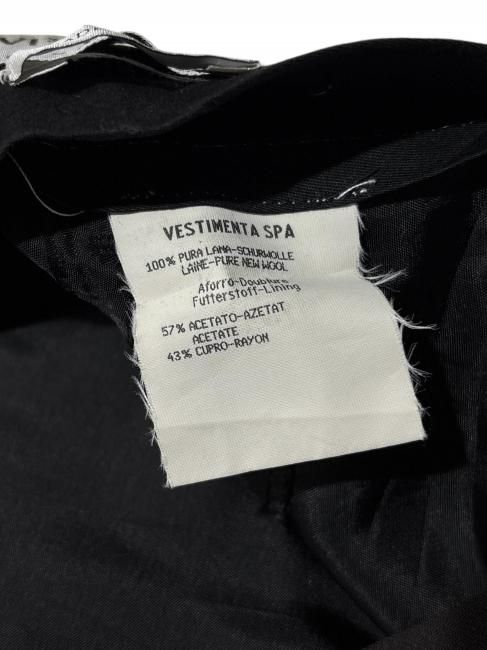 VESTIMENTA SPA
100% PURA LANA-SCHURWOLLE
LAINE-PURE NEW WOOL
Aforro-Doublure
Futterstoff-Lining
57% ACETATO-AZETAT
ACETATE
43% CUPRO-RAYON